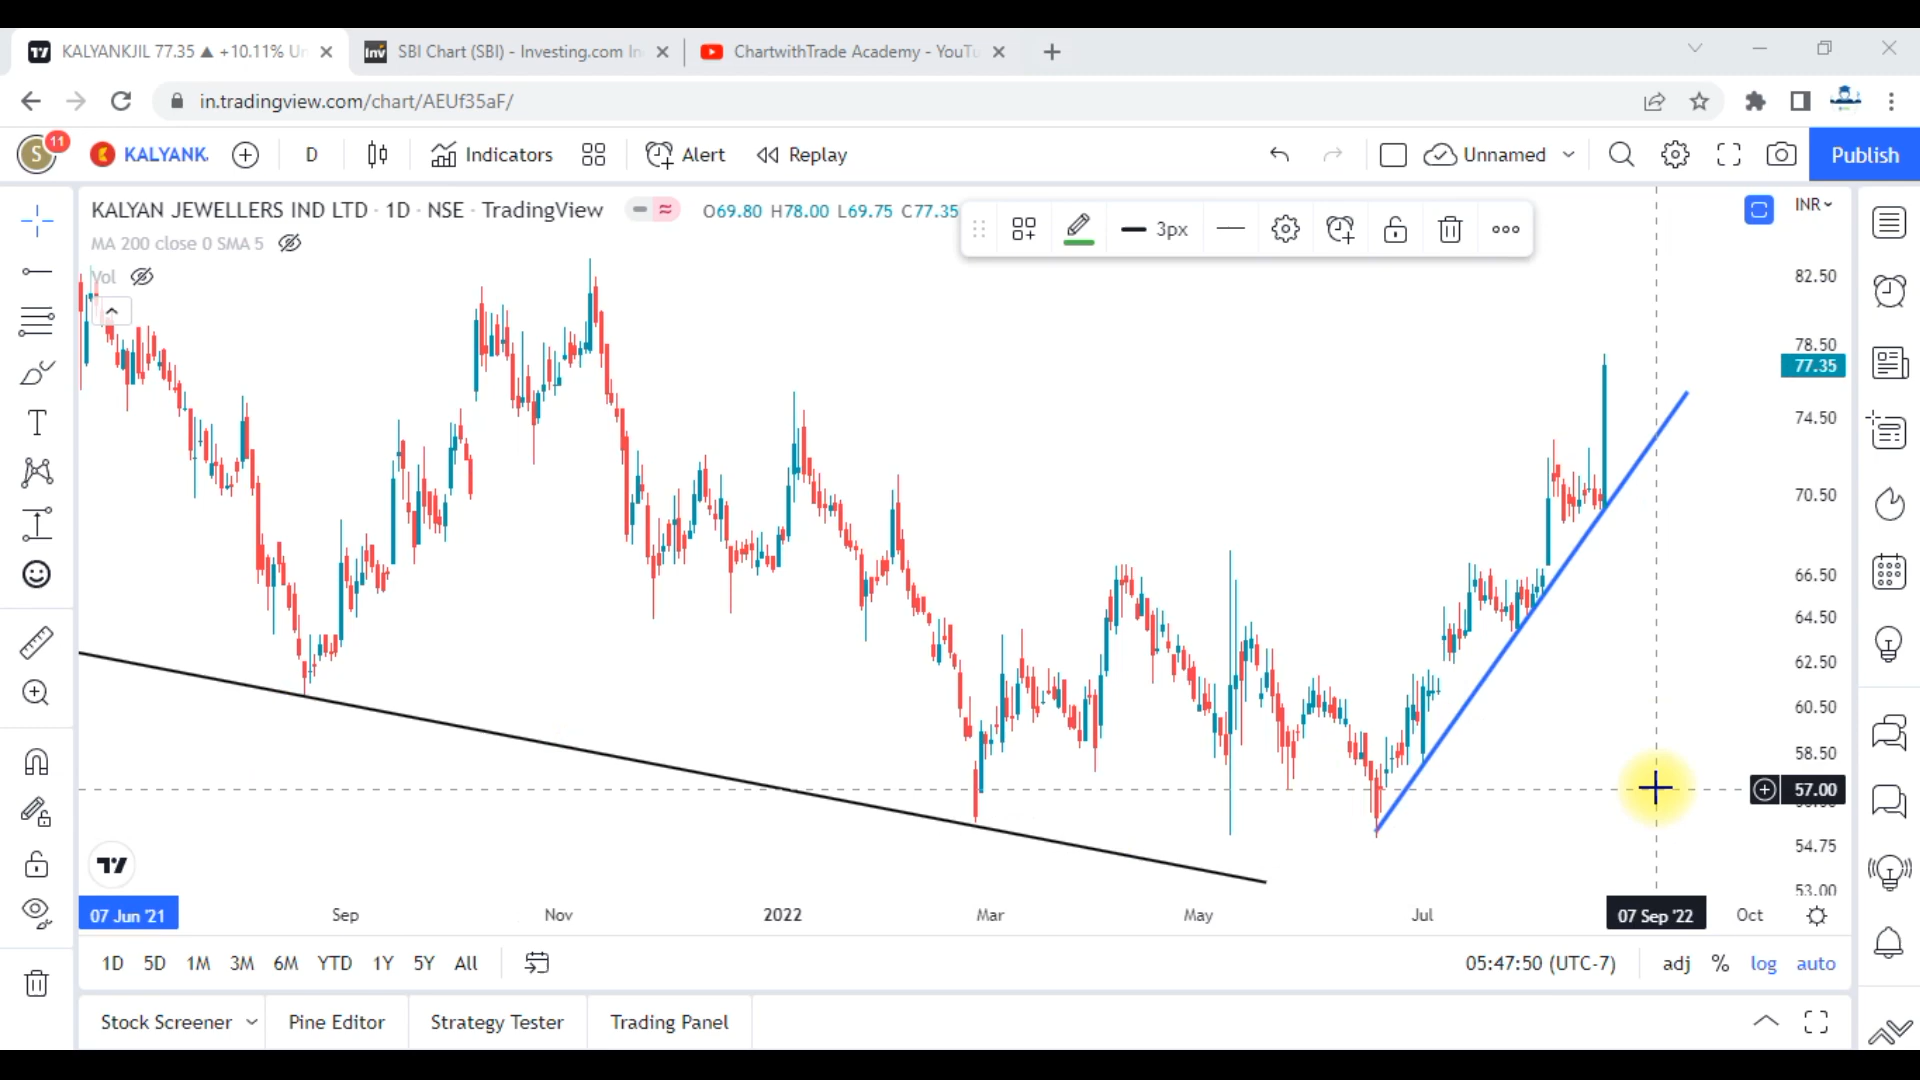 KALYANKJIL 77.35 ▲ +10.11% Un
SBI Chart (SBI) - Investing.com In
ChartwithTrade Academy - YouTu
in.tradingview.com/chart/AEUf35aF/
S
11
KALYANK.
D
Indicators
Alert
Replay
Unnamed
Publish
KALYAN JEWELLERS IND LTD · 1D · NSE · TradingView
O69.80 H78.00 L69.75 C77.35
3px
INR
MA 200 close 0 SMA 5
Vol
82.50
78.50
77.35
74.50
70.50
66.50
64.50
62.50
60.50
58.50
57.00
54.75
53.00
07 Jun '21
Sep
Nov
2022
Mar
May
Jul
07 Sep '22
Oct
1D 5D 1M 3M 6M YTD 1Y 5Y All
05:47:50 (UTC-7)
adj % log auto
Stock Screener
Pine Editor
Strategy Tester
Trading Panel